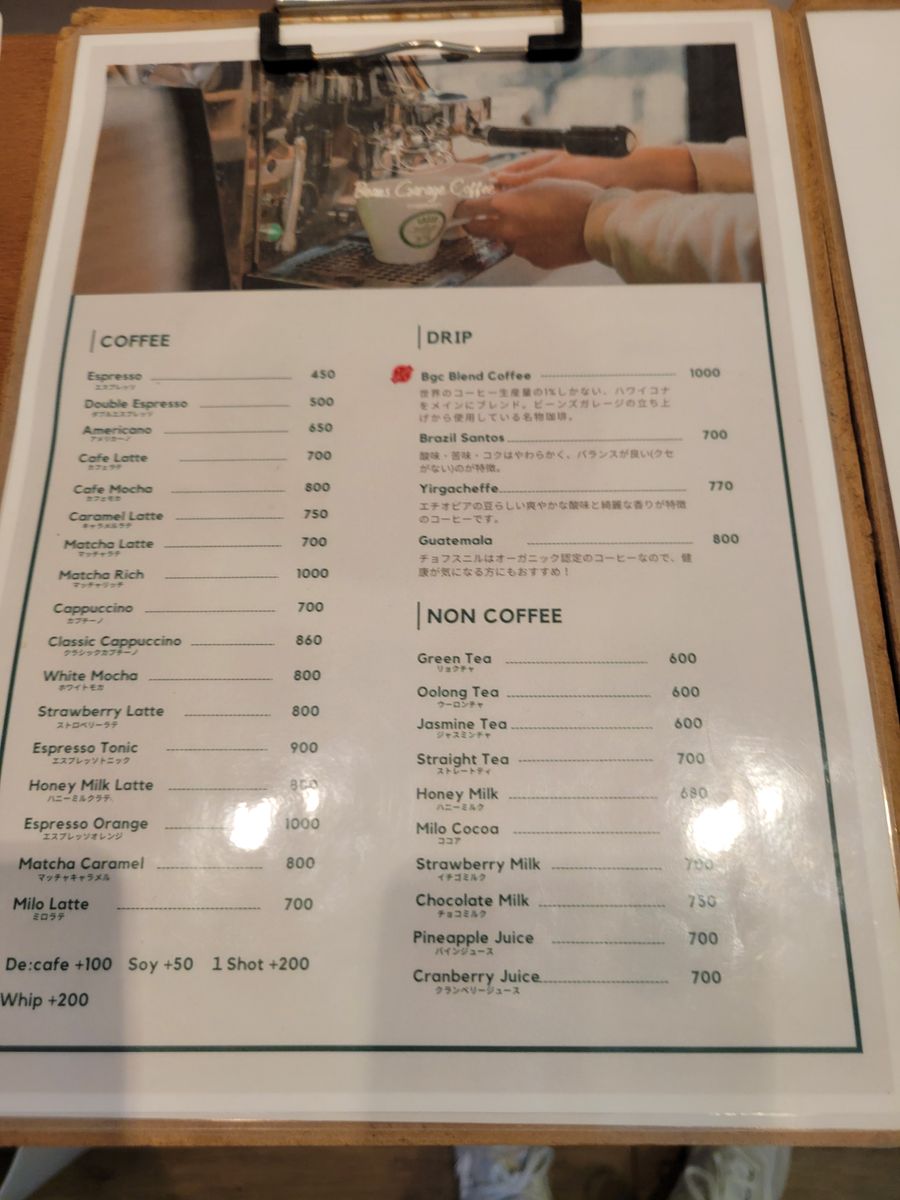 Beans Garage Coffee
COFFEE
Espresso 450
エスプレッソ
Double Espresso 500
ダブルエスプレッソ
Americano 650
アメリカーノ
Cafe Latte 700
カフェラテ
Cafe Mocha 800
カフェモカ
Caramel Latte 750
キャラメルラテ
Matcha Latte 700
マッチャラテ
Matcha Rich 1000
マッチャリッチ
Cappuccino 700
カプチーノ
Classic Cappuccino 860
クラシックカプチーノ
White Mocha 800
ホワイトモカ
Strawberry Latte 800
ストロベリーラテ
Espresso Tonic 900
エスプレッソトニック
Honey Milk Latte
ハニーミルクラテ
Espresso Orange 1000
エスプレッソオレンジ
Matcha Caramel 800
マッチャキャラメル
Milo Latte 700
ミロラテ
De:cafe +100 Soy +50 1 Shot +200
Whip +200
DRIP
Bgc Blend Coffee 1000
世界のコーヒー生産量の1%しかない、ハワイコナ
をメインにブレンド。ビーンズガレージの立ち上
げから使用している名物珈琲。
Brazil Santos 700
酸味・苦味・コクはやわらかく、バランスが良い(クセ
がない)のが特徴。
Yirgacheffe 770
エチオピアの豆らしい爽やかな酸味と綺麗な香りが特徴
のコーヒーです。
Guatemala 800
チョフスニルはオーガニック認定のコーヒーなので、健
康が気になる方にもおすすめ！
NON COFFEE
Green Tea 600
リョクチャ
Oolong Tea 600
ウーロンチャ
Jasmine Tea 600
ジャスミンチャ
Straight Tea 700
ストレートティ
Honey Milk 680
ハニーミルク
Milo Cocoa
ココア
Strawberry Milk 700
イチゴミルク
Chocolate Milk 750
チョコミルク
Pineapple Juice 700
パインジュース
Cranberry Juice 700
クランベリージュース